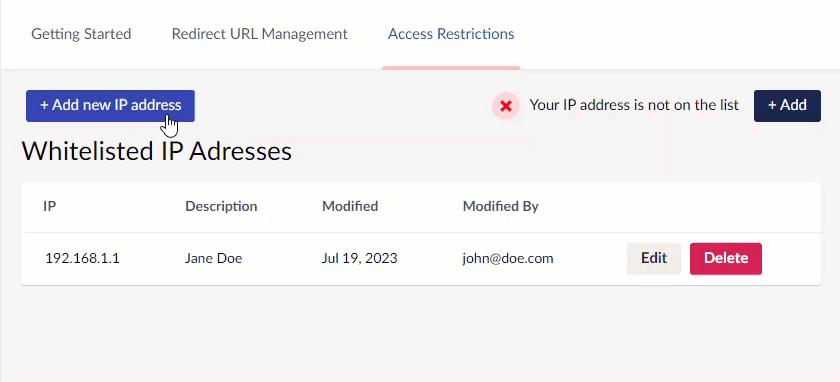 Getting Started Redirect URL Management Access Restrictions
+ Add new IP address Your IP address is not on the list + Add
Whitelisted IP Adresses
IP Description Modified Modified By
192.168.1.1 Jane Doe Jul 19, 2023 john@doe.com Edit Delete